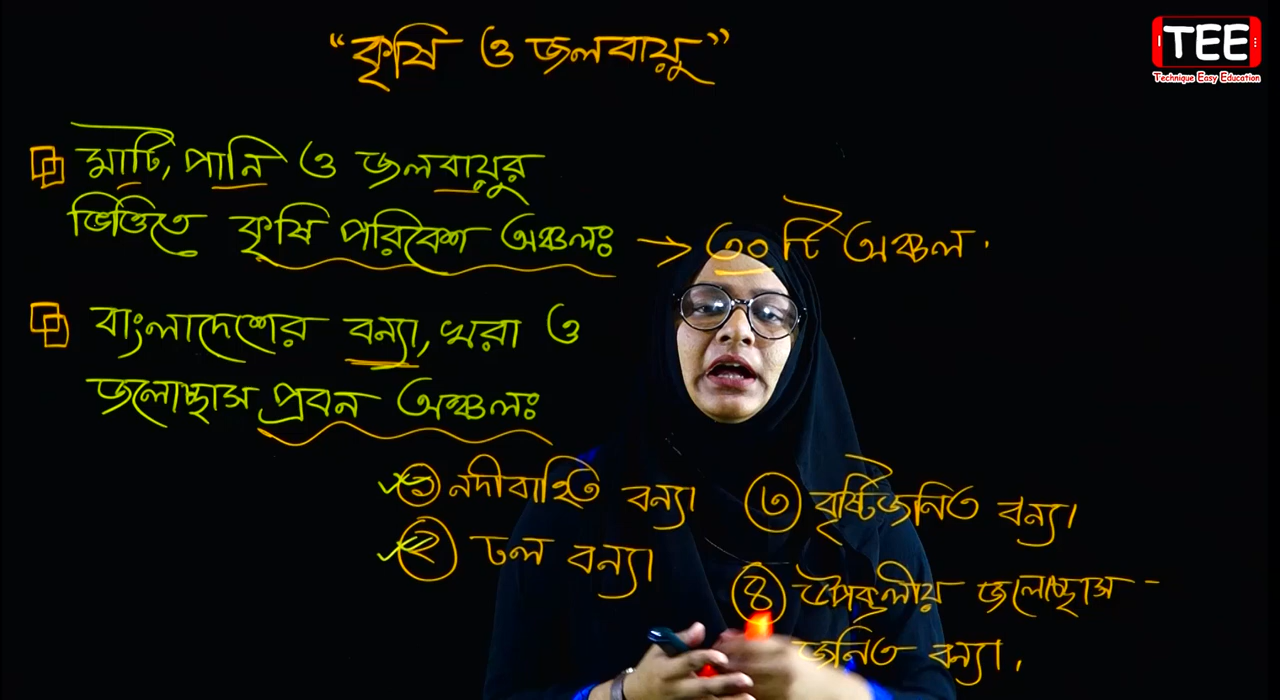 “কৃষি ও জলবায়ু”
TEE
Technique Easy Education
মাটি, পানি ও জলবায়ুর
ভিত্তিতে কৃষি পরিবেশ অঞ্চলঃ → ৩০টি অঞ্চল.
বাংলাদেশের বন্যা, খরা ও
জলোচ্ছাস প্রবন অঞ্চলঃ
① নদীবাহিত বন্যা
② ঢল বন্যা
③ বৃষ্টিজনিত বন্যা
④ উপকূলীয় জলোচ্ছাস -
জনিত বন্যা.